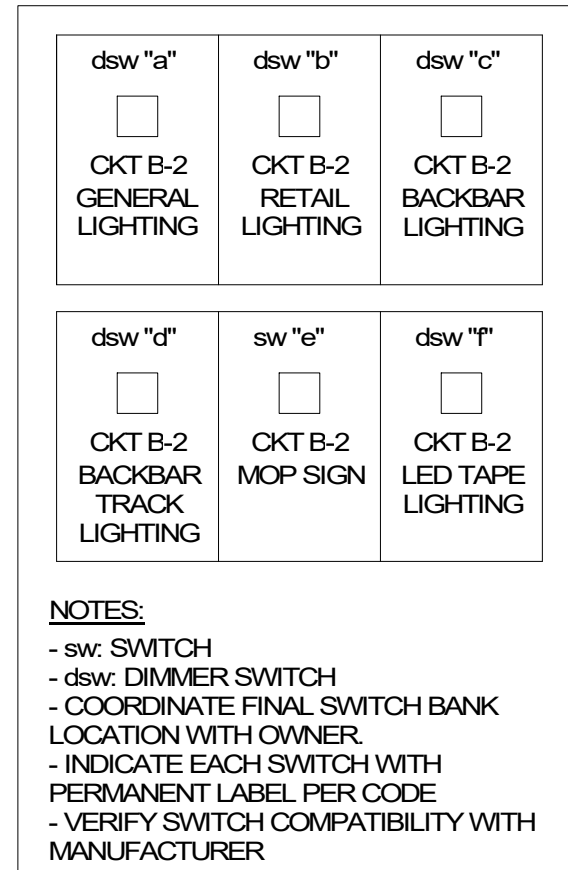 dsw "a"
CKT B-2
GENERAL
LIGHTING
dsw "b"
CKT B-2
RETAIL
LIGHTING
dsw "c"
CKT B-2
BACKBAR
LIGHTING
dsw "d"
CKT B-2
BACKBAR
TRACK
LIGHTING
sw "e"
CKT B-2
MOP SIGN
dsw "f"
CKT B-2
LED TAPE
LIGHTING
NOTES:
- sw: SWITCH
- dsw: DIMMER SWITCH
- COORDINATE FINAL SWITCH BANK
LOCATION WITH OWNER.
- INDICATE EACH SWITCH WITH
PERMANENT LABEL PER CODE
- VERIFY SWITCH COMPATIBILITY WITH
MANUFACTURER